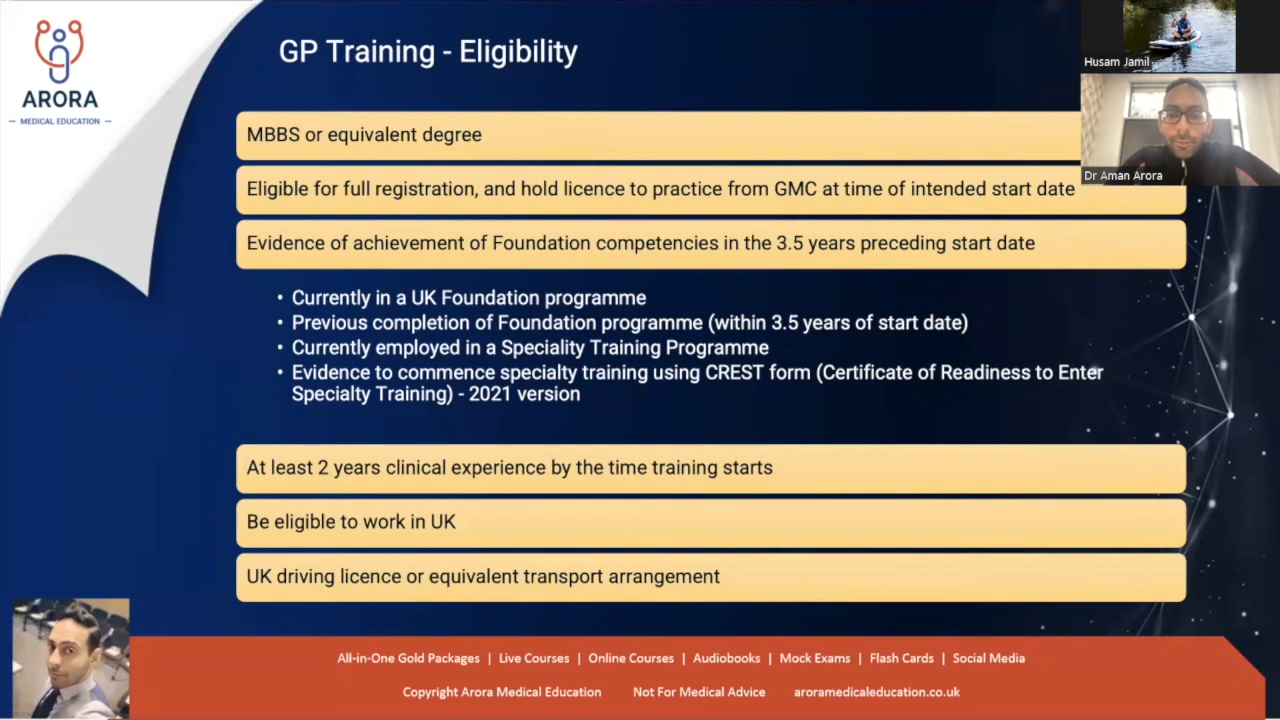 ARORA
MEDICAL EDUCATION
GP Training - Eligibility
Husam Jamil
Dr Aman Arora
MBBS or equivalent degree
Eligible for full registration, and hold licence to practice from GMC at time of intended start date
Evidence of achievement of Foundation competencies in the 3.5 years preceding start date
• Currently in a UK Foundation programme
• Previous completion of Foundation programme (within 3.5 years of start date)
• Currently employed in a Speciality Training Programme
• Evidence to commence specialty training using CREST form (Certificate of Readiness to Enter
Specialty Training) - 2021 version
At least 2 years clinical experience by the time training starts
Be eligible to work in UK
UK driving licence or equivalent transport arrangement
All-in-One Gold Packages | Live Courses | Online Courses | Audiobooks | Mock Exams | Flash Cards | Social Media
Copyright Arora Medical Education Not For Medical Advice aroramedicaleducation.co.uk